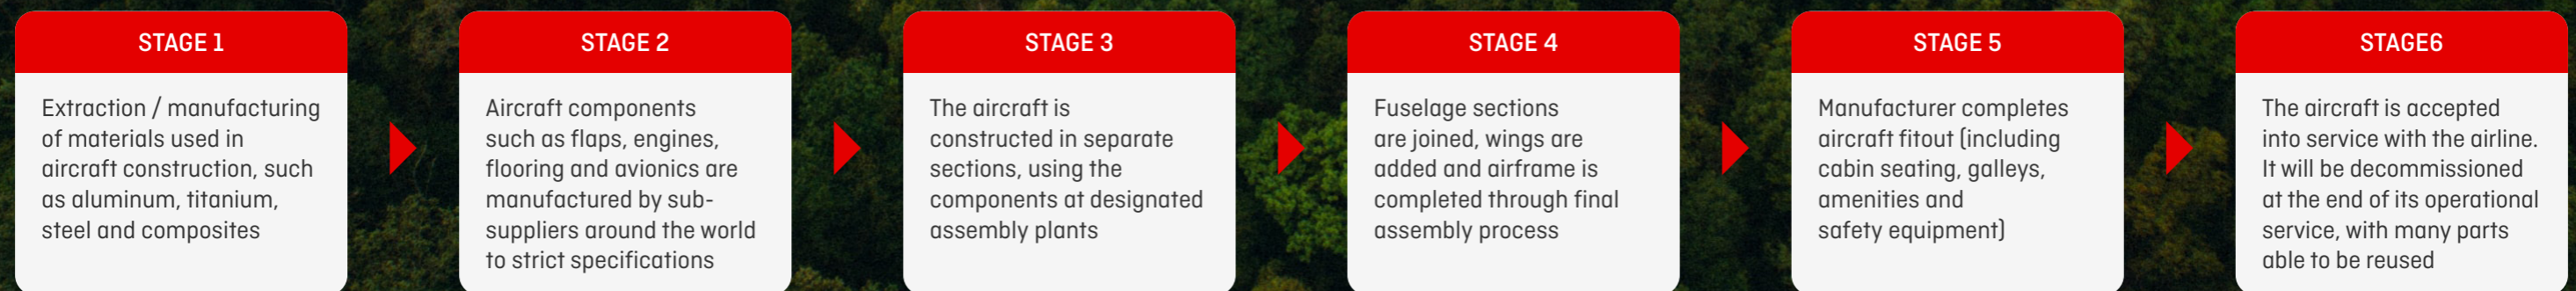 STAGE 1
Extraction / manufacturing
of materials used in
aircraft construction, such
as aluminum, titanium,
steel and composites
STAGE 2
Aircraft components
such as flaps, engines,
flooring and avionics are
manufactured by sub-
suppliers around the world
to strict specifications
STAGE 3
The aircraft is
constructed in separate
sections, using the
components at designated
assembly plants
STAGE 4
Fuselage sections
are joined, wings are
added and airframe is
completed through final
assembly process
STAGE 5
Manufacturer completes
aircraft fitout (including
cabin seating, galleys,
amenities and
safety equipment)
STAGE6
The aircraft is accepted
into service with the airline.
It will be decommissioned
at the end of its operational
service, with many parts
able to be reused